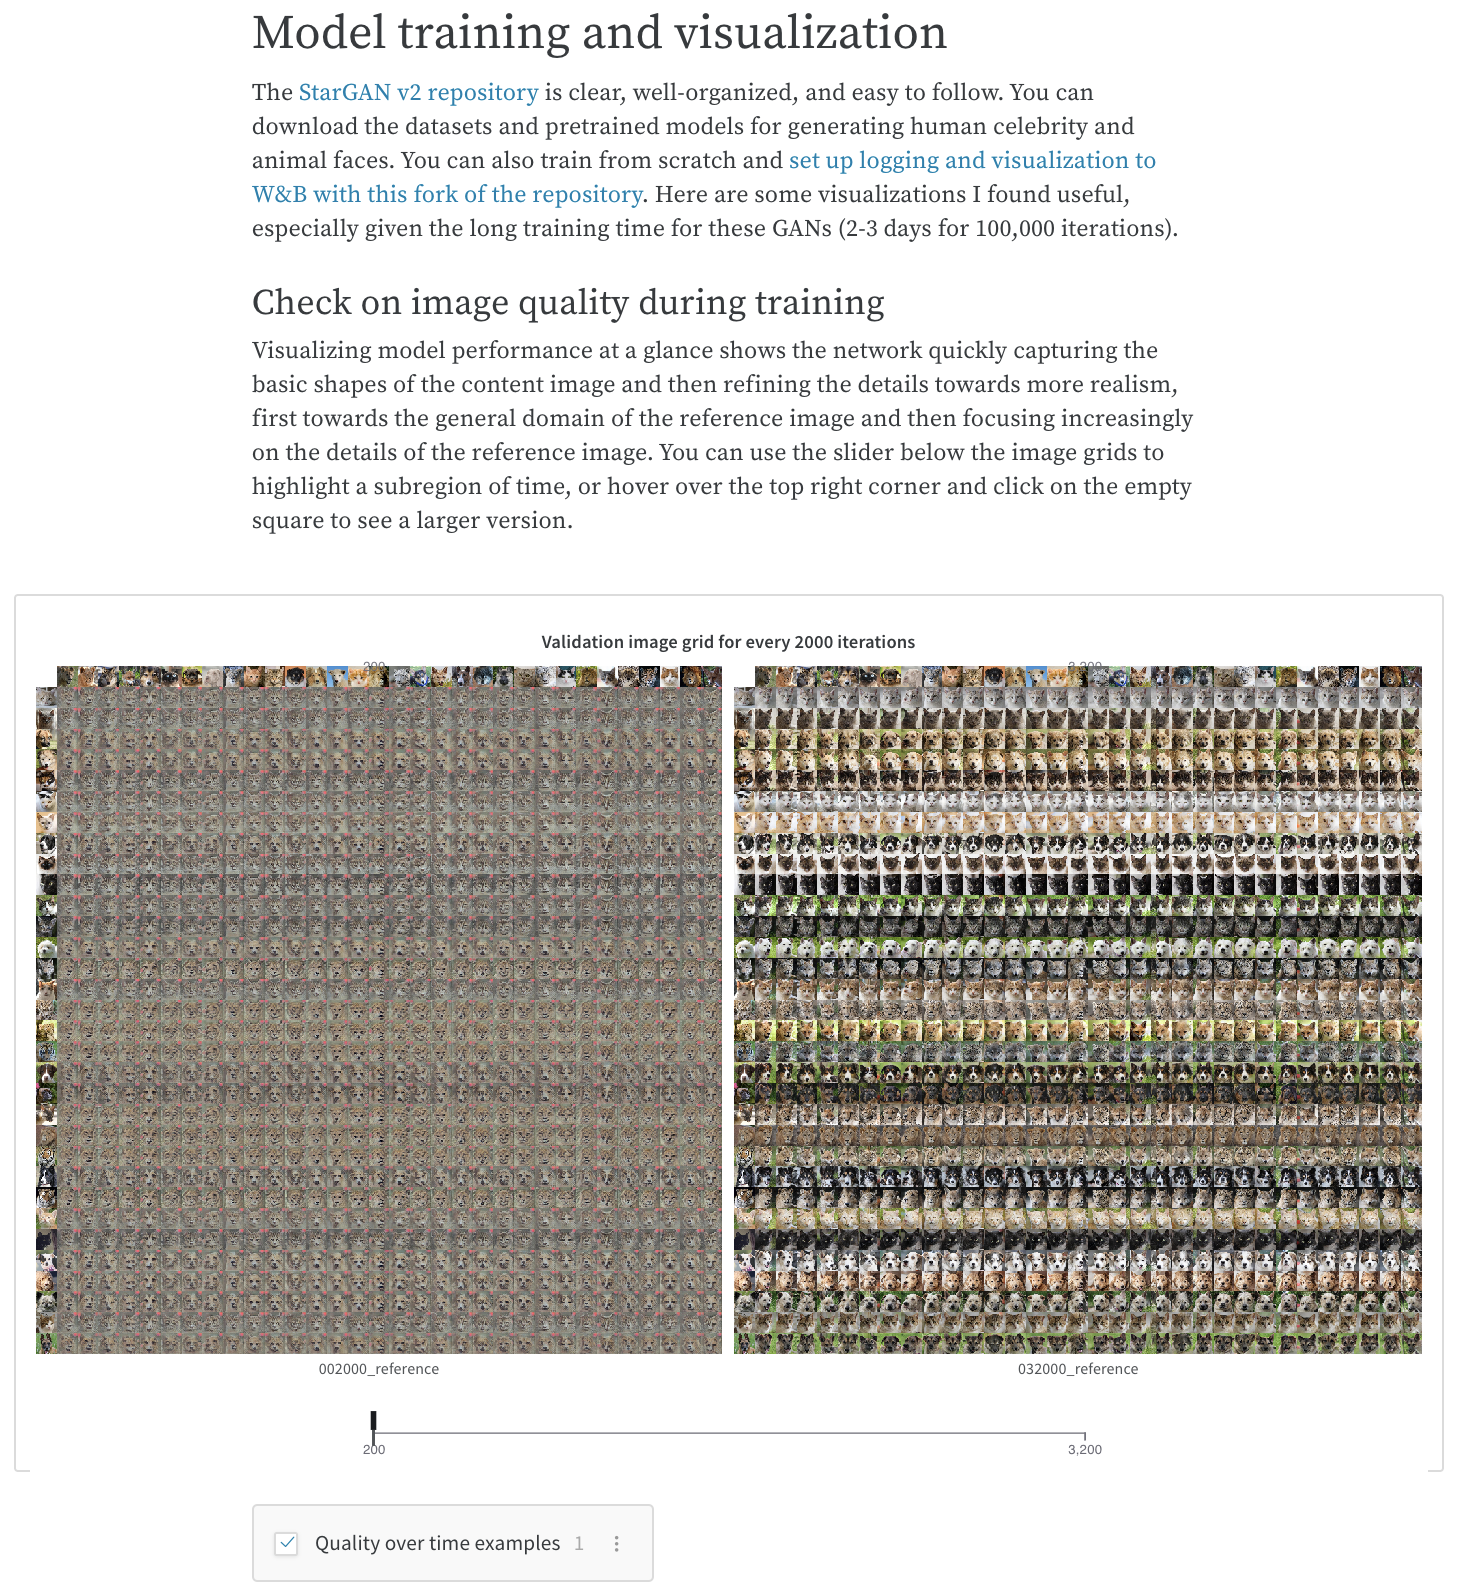 Model training and visualization
The StarGAN v2 repository is clear, well-organized, and easy to follow. You can
download the datasets and pretrained models for generating human celebrity and
animal faces. You can also train from scratch and set up logging and visualization to
W&B with this fork of the repository. Here are some visualizations I found useful,
especially given the long training time for these GANs (2-3 days for 100,000 iterations).
Check on image quality during training
Visualizing model performance at a glance shows the network quickly capturing the
basic shapes of the content image and then refining the details towards more realism,
first towards the general domain of the reference image and then focusing increasingly
on the details of the reference image. You can use the slider below the image grids to
highlight a subregion of time, or hover over the top right corner and click on the empty
square to see a larger version.
Validation image grid for every 2000 iterations
200 3,200
002000_reference 032000_reference
200 3,200
Quality over time examples 1